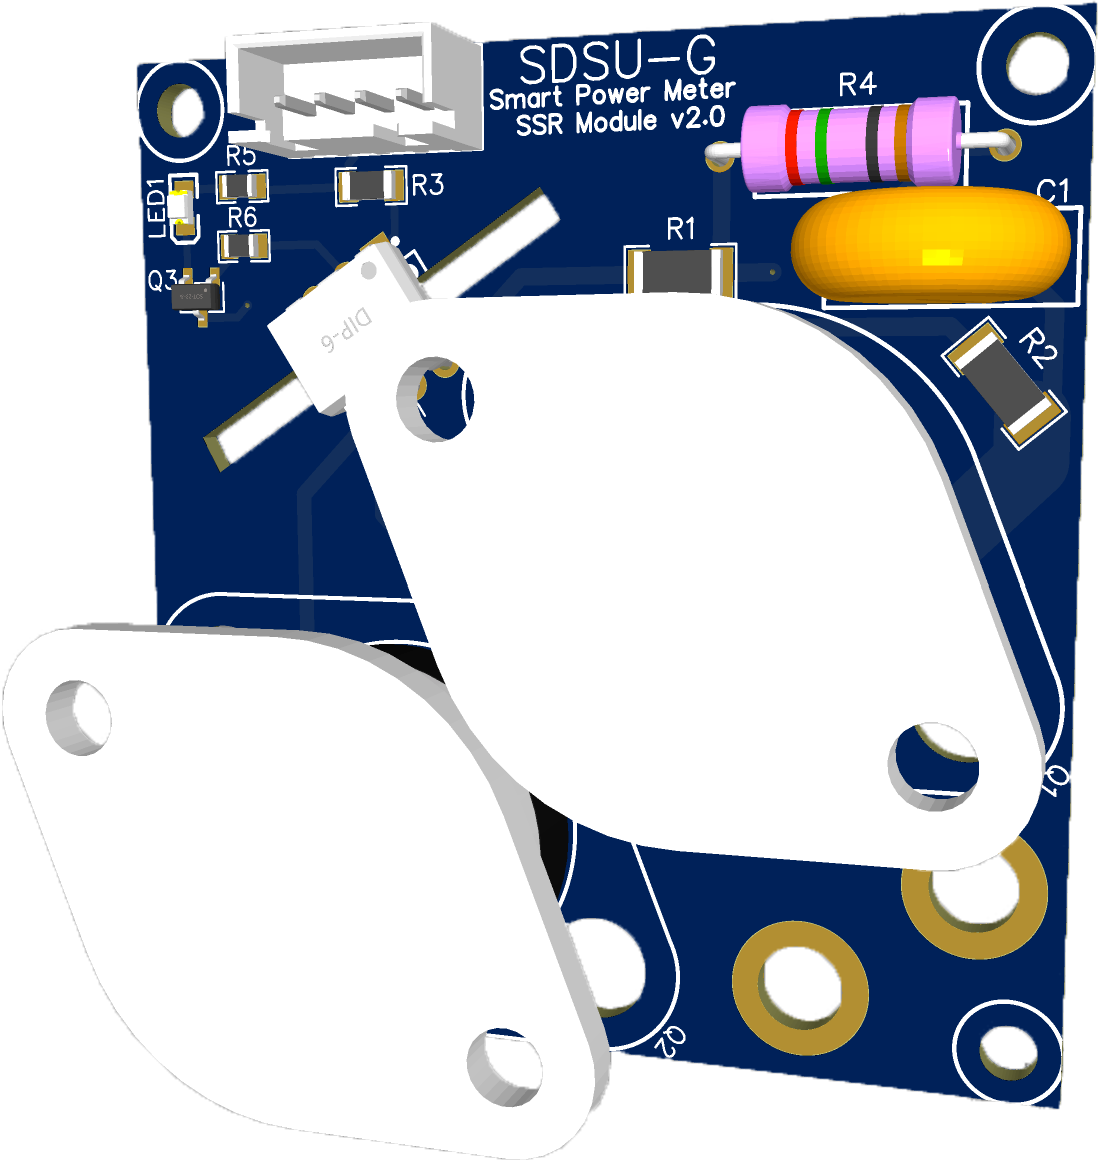 SDSU-G
Smart Power Meter
SSR Module v2.0
R4
R5
R3
LED1
R6
C1
R1
Q3
DIP-6
R2
Q1
Q2